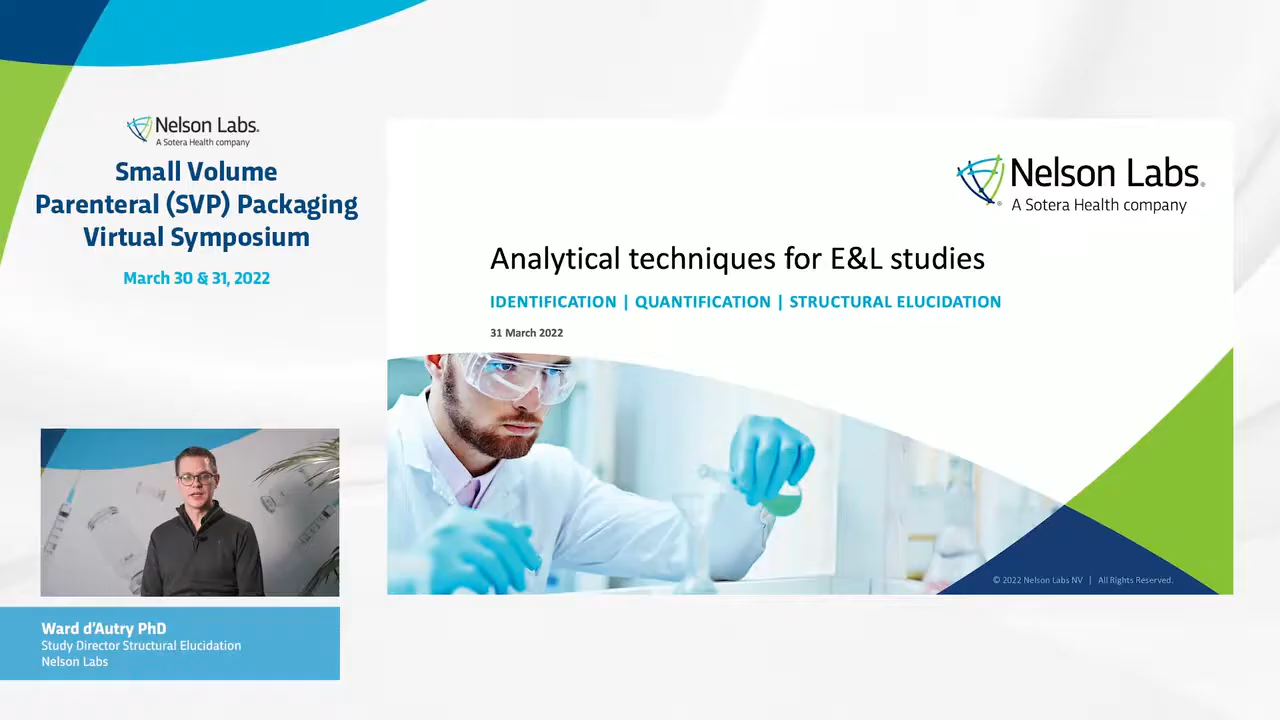 Nelson Labs.
A Sotera Health company
Small Volume
Parenteral (SVP) Packaging
Virtual Symposium
March 30 & 31, 2022
Nelson Labs®
A Sotera Health company
Analytical techniques for E&L studies
IDENTIFICATION | QUANTIFICATION | STRUCTURAL ELUCIDATION
31 March 2022
© 2022 Nelson Labs NV | All Rights Reserved.
Ward d'Autry PhD
Study Director Structural Elucidation
Nelson Labs